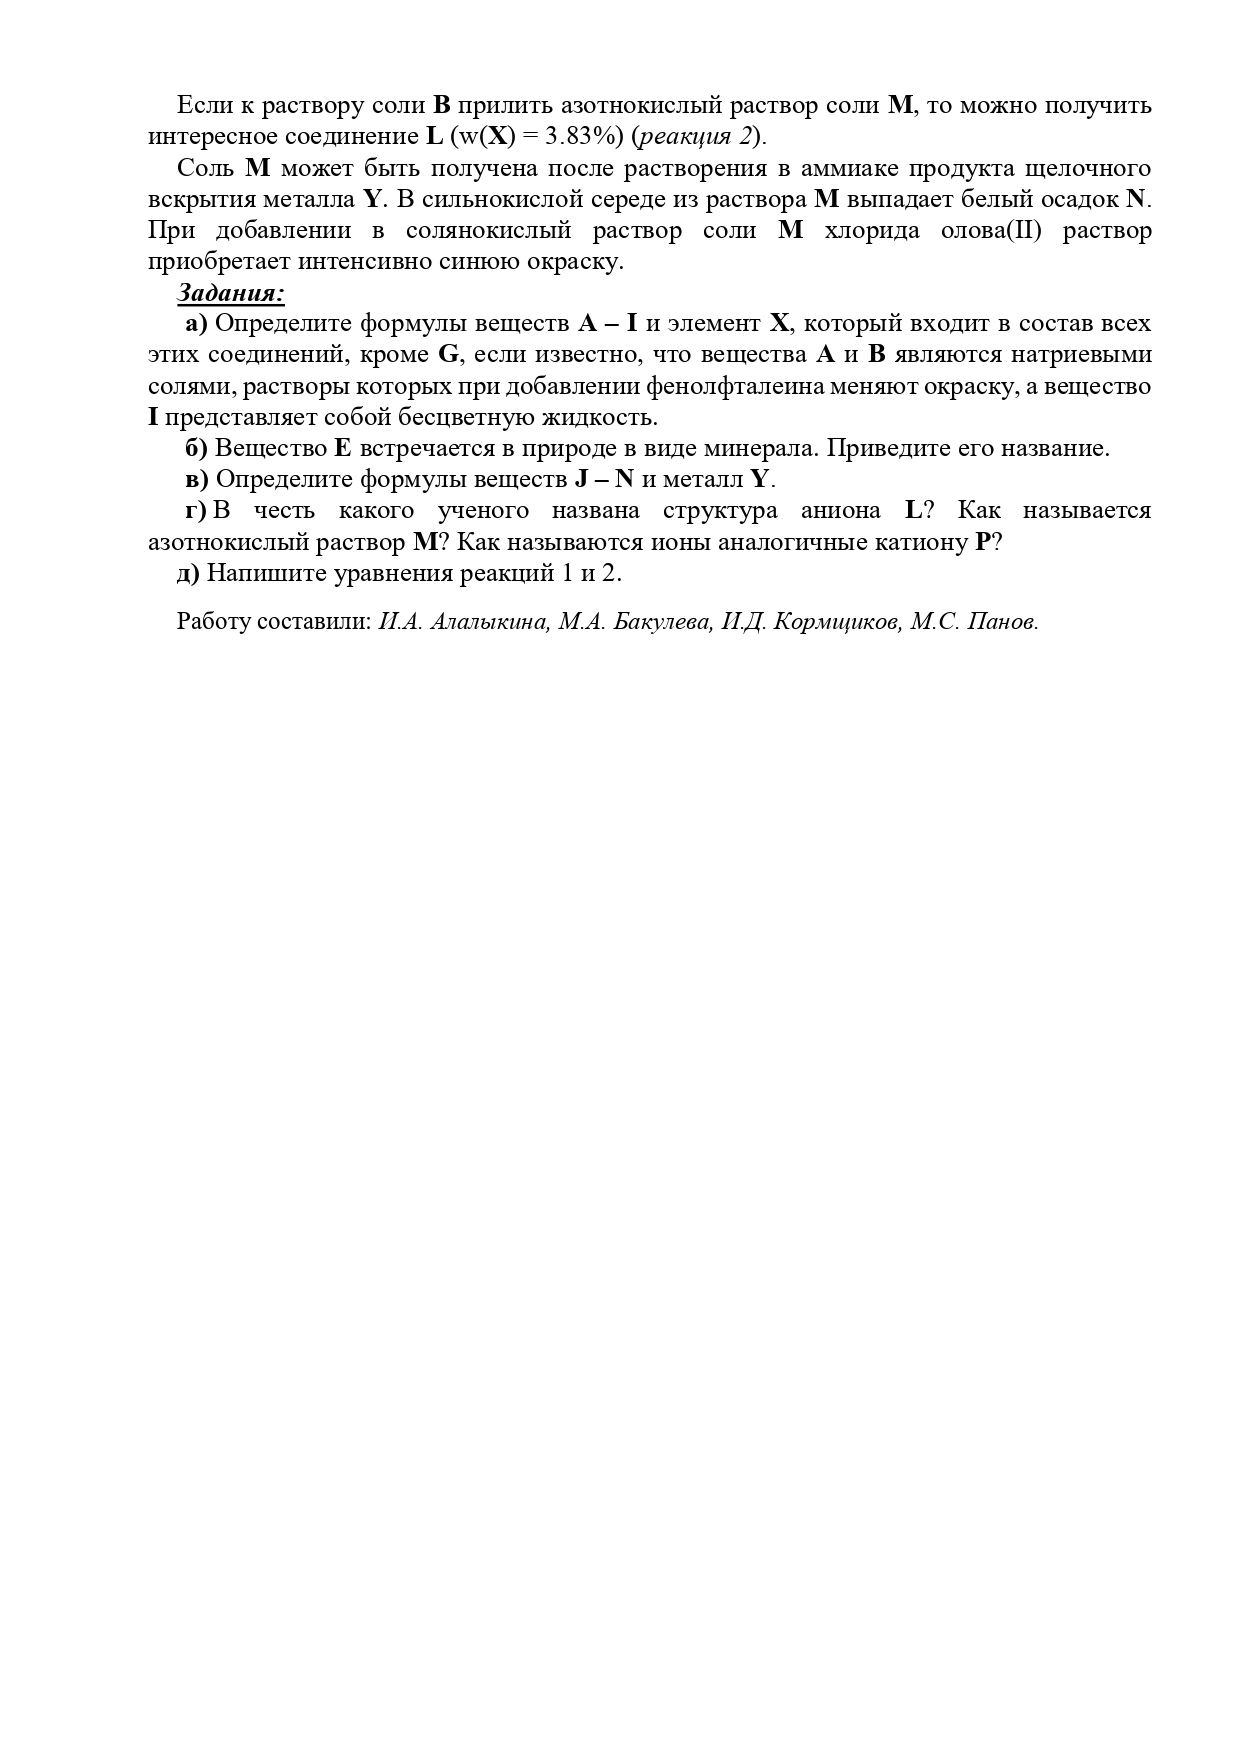 Если к раствору соли B прилить азотнокислый раствор соли M, то можно получить
интересное соединение L (w(X) = 3.83%) (реакция 2).
Соль M может быть получена после растворения в аммиаке продукта щелочного
вскрытия металла Y. В сильнокислой середе из раствора M выпадает белый осадок N.
При добавлении в солянокислый раствор соли M хлорида олова(II) раствор
приобретает интенсивно синюю окраску.
Задания:
а) Определите формулы веществ A – I и элемент X, который входит в состав всех
этих соединений, кроме G, если известно, что вещества A и B являются натриевыми
солями, растворы которых при добавлении фенолфталеина меняют окраску, а вещество
I представляет собой бесцветную жидкость.
б) Вещество E встречается в природе в виде минерала. Приведите его название.
в) Определите формулы веществ J – N и металл Y.
г) В честь какого ученого названа структура аниона L? Как называется
азотнокислый раствор M? Как называются ионы аналогичные катиону P?
д) Напишите уравнения реакций 1 и 2.
Работу составили: И.А. Алалыкина, М.А. Бакулева, И.Д. Кормщиков, М.С. Панов.